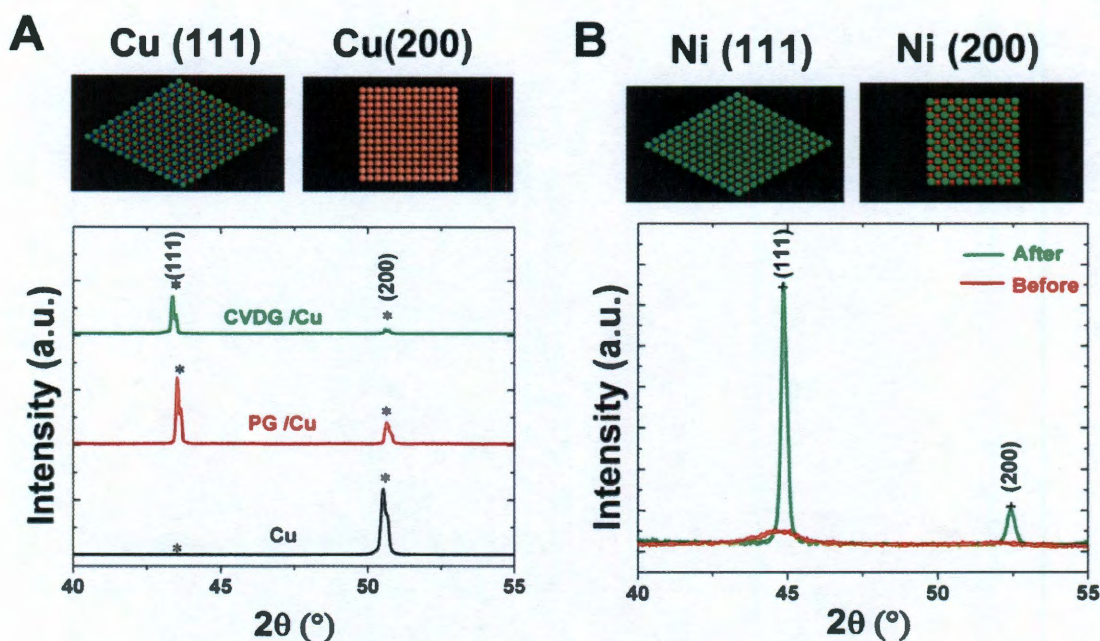 A
Cu (111)
Cu(200)
Intensity (a.u.)
*(111)
(200)
*
CVDG /Cu
*
*
PG /Cu
*
Cu
*
40
45
50
55
2θ (°)
B
Ni (111)
Ni (200)
Intensity (a.u.)
(111)
+
After
Before
(200)
+
40
45
50
55
2θ (°)